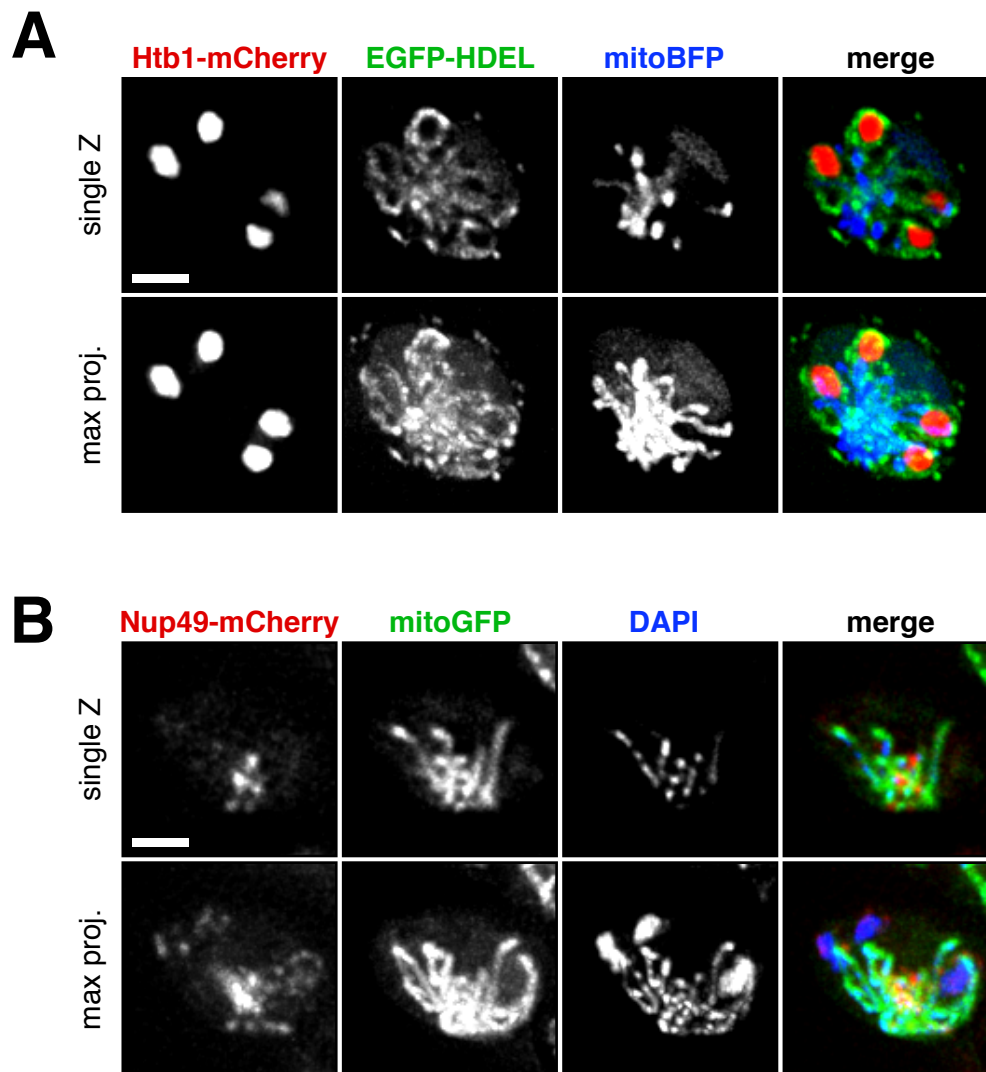 A
Htb1-mCherry EGFP-HDEL mitoBFP merge
single Z
max proj.
B
Nup49-mCherry mitoGFP DAPI merge
single Z
max proj.